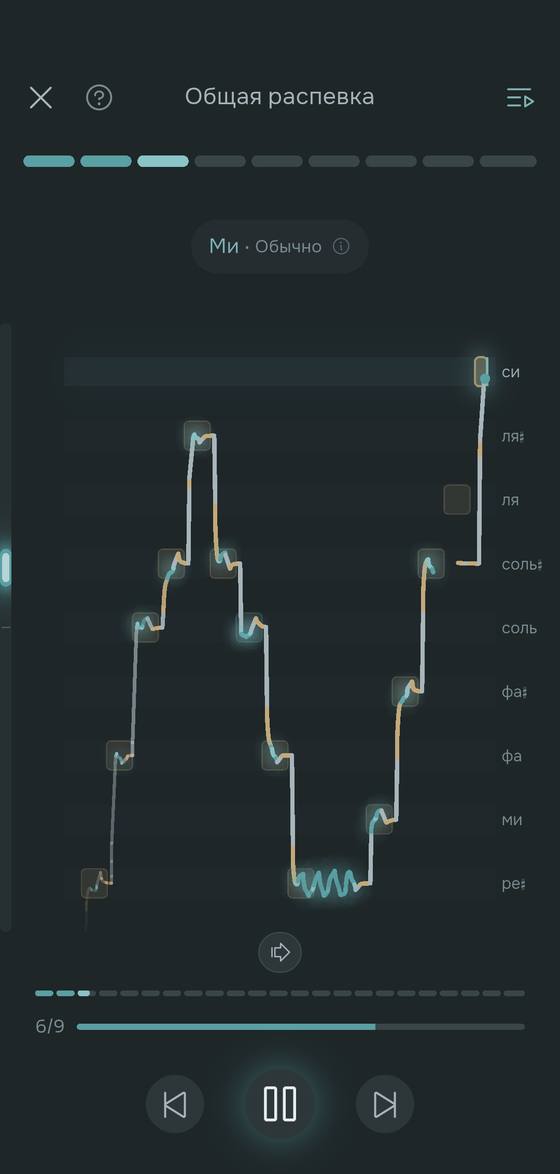 Общая распевка
Ми · Обычно
си
ля♯
ля
соль♯
соль
фа♯
фа
ми
ре♯
6/9